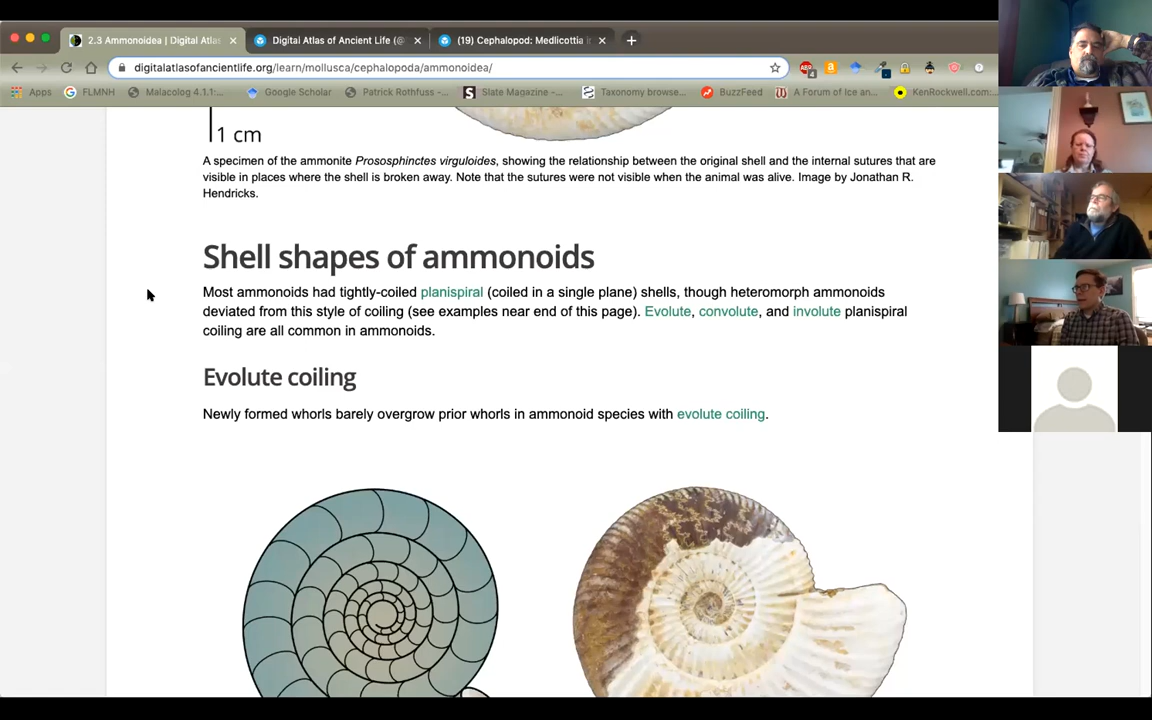 2.3 Ammonoidea | Digital Atlas
Digital Atlas of Ancient Life (@
(19) Cephalopod: Medlicottia i
digitalatlasofancientlife.org/learn/mollusca/cephalopoda/ammonoidea/
Apps FLMNH Malacolog 4.1.1:... Google Scholar Patrick Rothfuss -... Slate Magazine -... Taxonomy browse... BuzzFeed A Forum of Ice an... KenRockwell.com:
1 cm
A specimen of the ammonite Prososphinctes virguloides, showing the relationship between the original shell and the internal sutures that are
visible in places where the shell is broken away. Note that the sutures were not visible when the animal was alive. Image by Jonathan R.
Hendricks.
Shell shapes of ammonoids
Most ammonoids had tightly-coiled planispiral (coiled in a single plane) shells, though heteromorph ammonoids
deviated from this style of coiling (see examples near end of this page). Evolute, convolute, and involute planispiral
coiling are all common in ammonoids.
Evolute coiling
Newly formed whorls barely overgrow prior whorls in ammonoid species with evolute coiling.